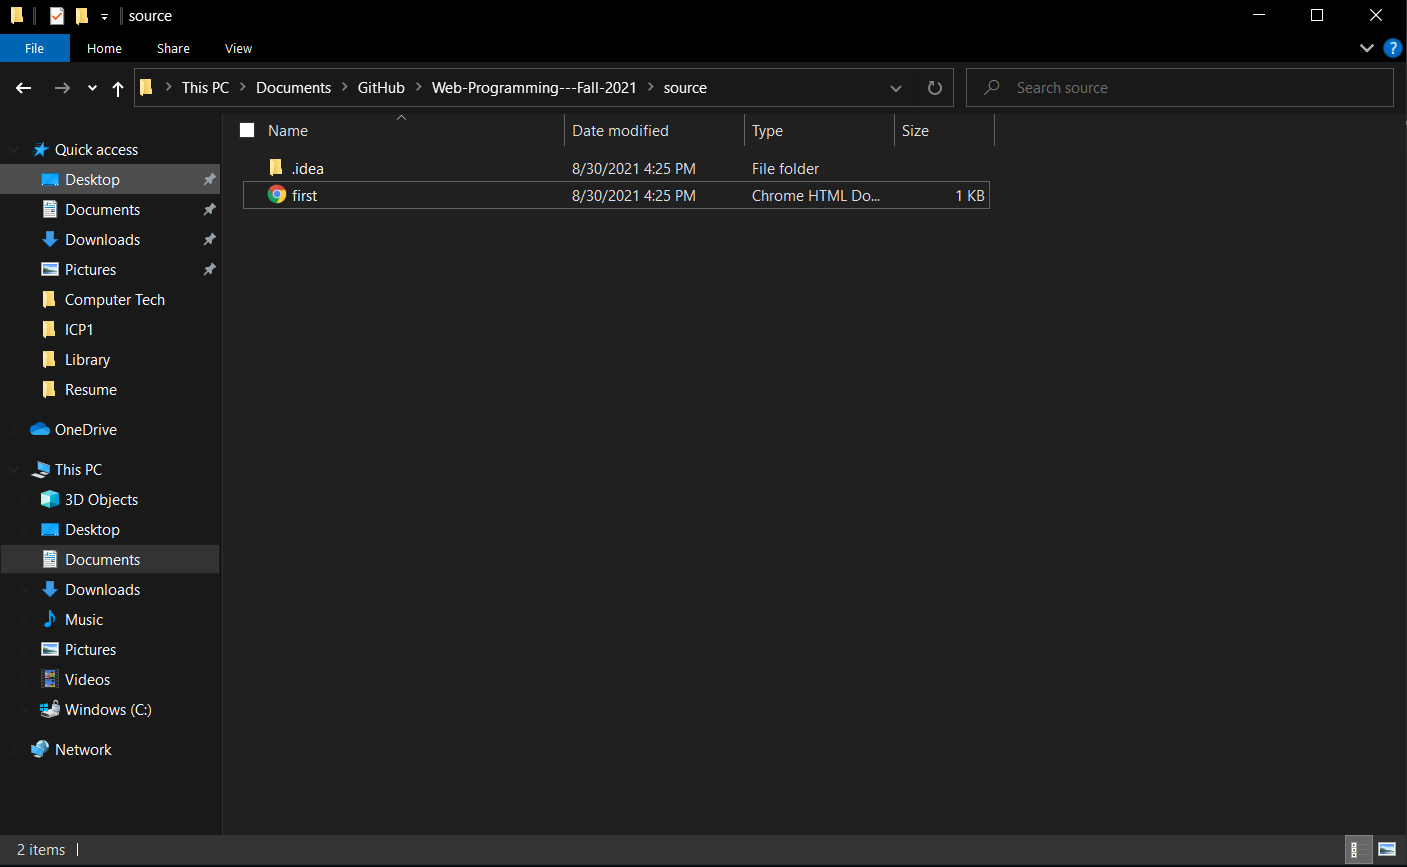 source
File Home Share View
?
This PC Documents GitHub Web-Programming---Fall-2021 source
Search source
Name Date modified Type Size
.idea 8/30/2021 4:25 PM File folder
first 8/30/2021 4:25 PM Chrome HTML Do... 1 KB
Quick access
Desktop
Documents
Downloads
Pictures
Computer Tech
ICP1
Library
Resume
OneDrive
This PC
3D Objects
Desktop
Documents
Downloads
Music
Pictures
Videos
Windows (C:)
Network
2 items